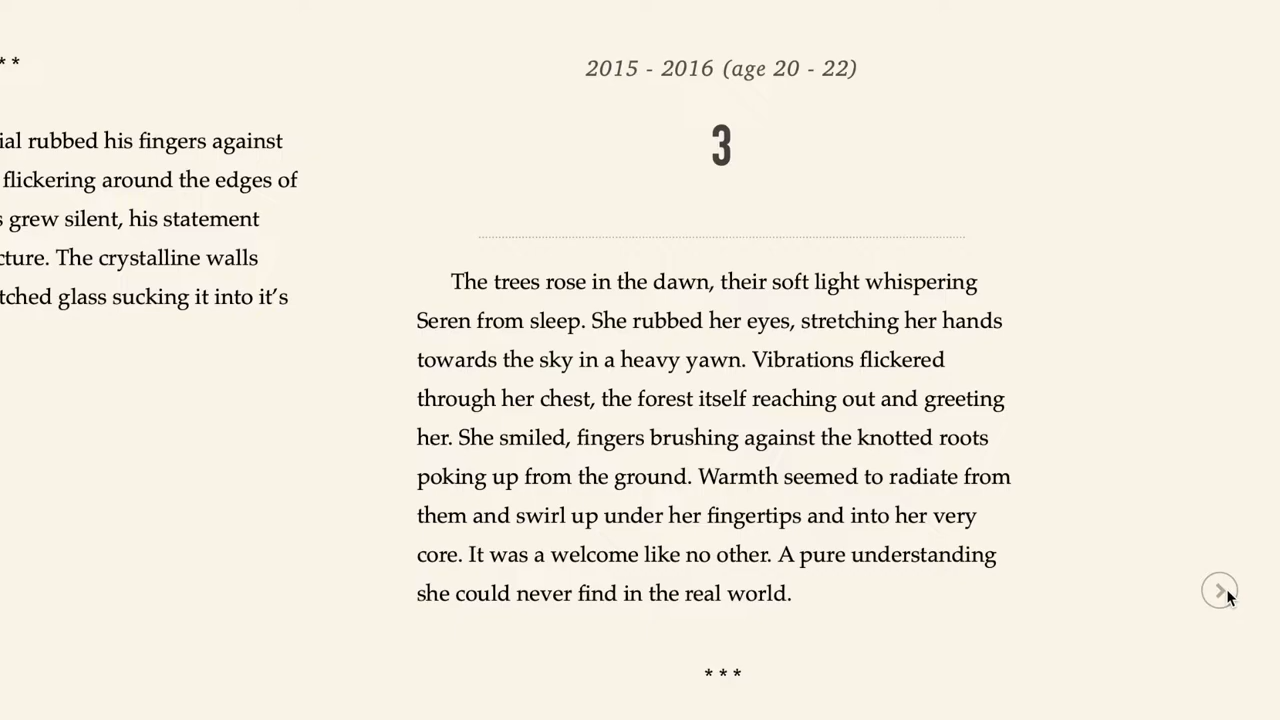 * *
ial rubbed his fingers against
flickering around the edges of
s grew silent, his statement
cture. The crystalline walls
tched glass sucking it into it’s
2015 - 2016 (age 20 - 22)
3
The trees rose in the dawn, their soft light whispering
Seren from sleep. She rubbed her eyes, stretching her hands
towards the sky in a heavy yawn. Vibrations flickered
through her chest, the forest itself reaching out and greeting
her. She smiled, fingers brushing against the knotted roots
poking up from the ground. Warmth seemed to radiate from
them and swirl up under her fingertips and into her very
core. It was a welcome like no other. A pure understanding
she could never find in the real world.
* * *